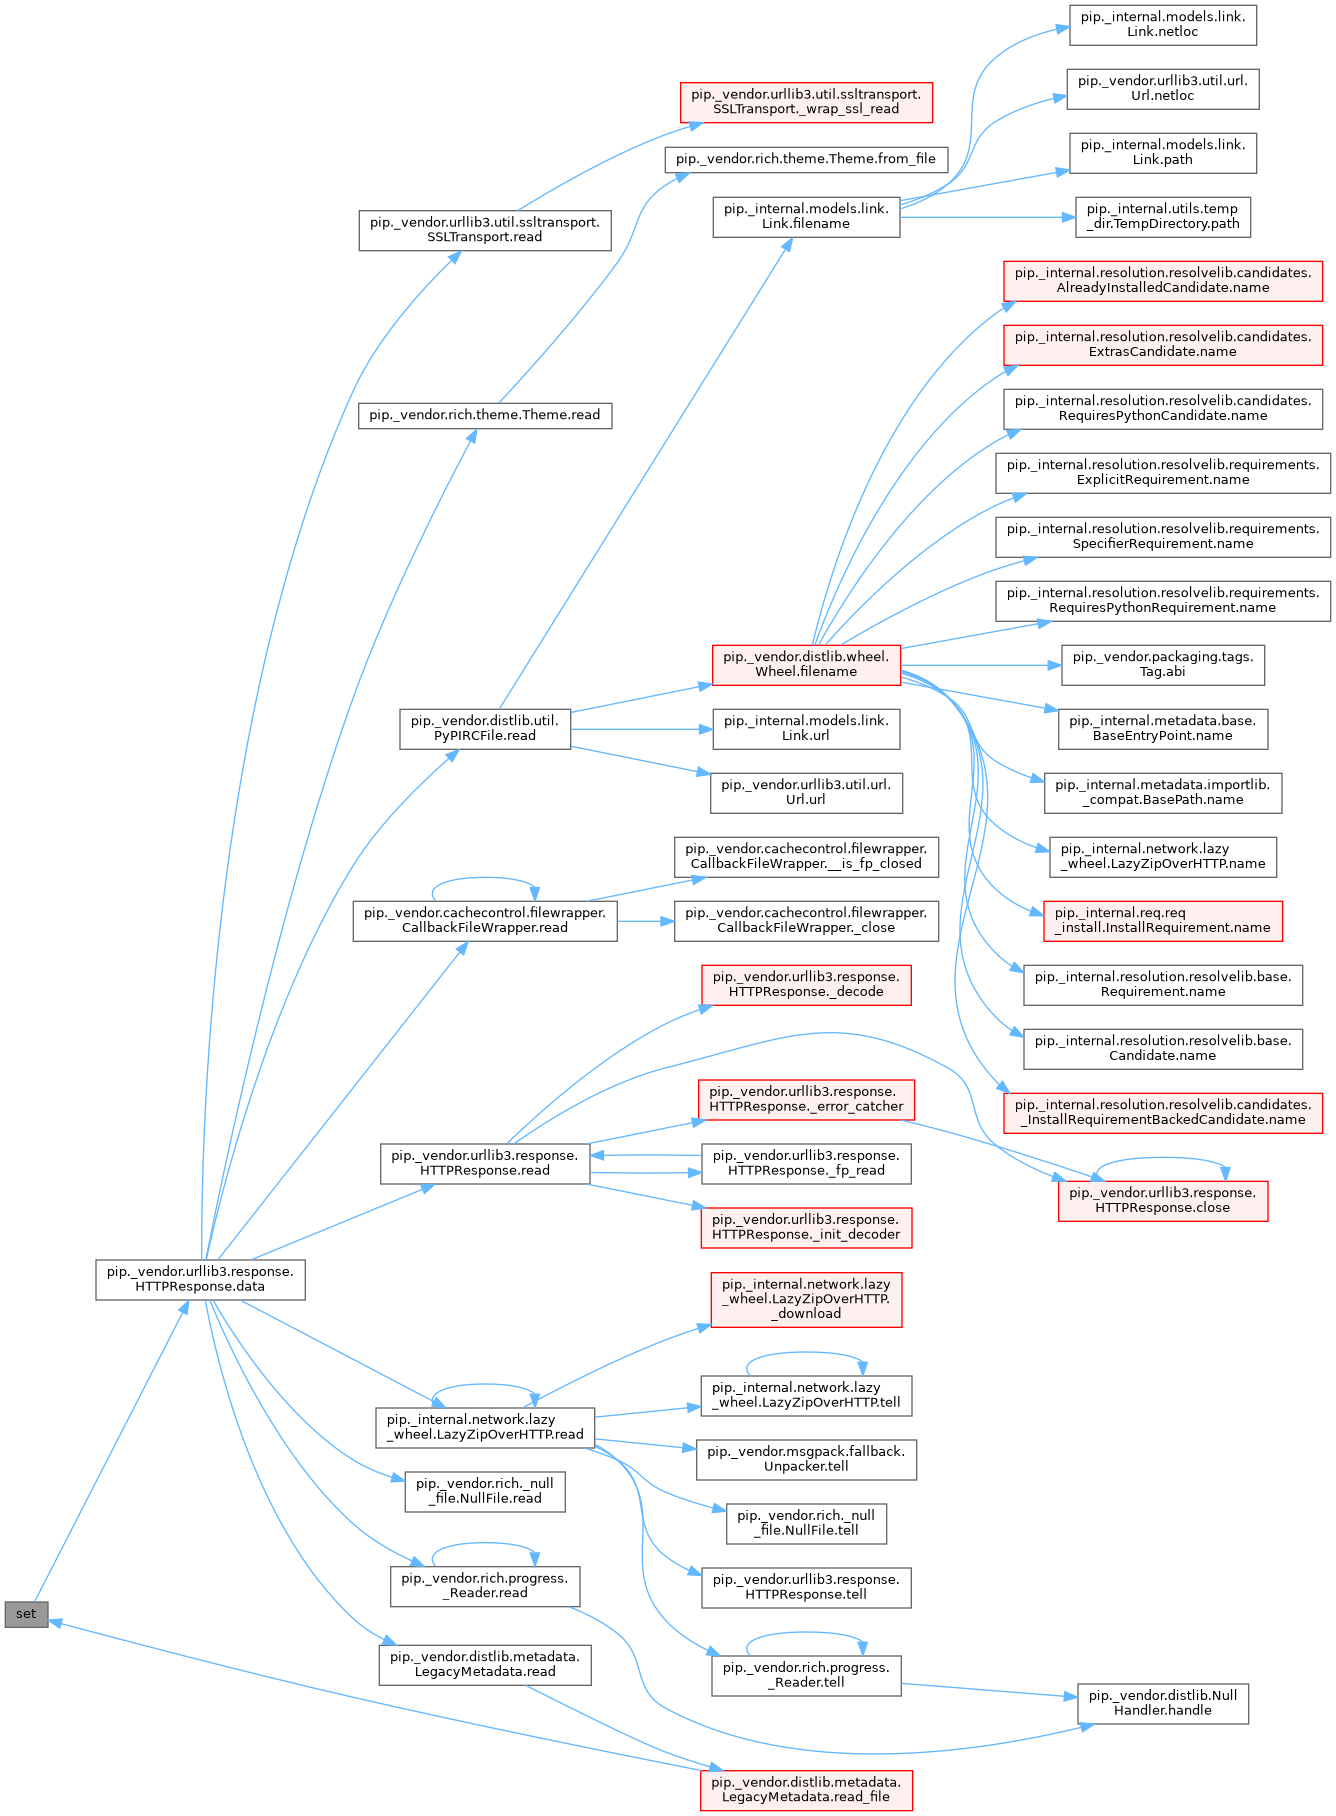 set
pip._vendor.urllib3.response.
HTTPResponse.data
pip._vendor.urllib3.util.ssltransport.
SSLTransport.read
pip._vendor.rich.theme.Theme.read
pip._vendor.distlib.util.
PyPIRCFile.read
pip._vendor.cachecontrol.filewrapper.
CallbackFileWrapper.read
pip._vendor.urllib3.response.
HTTPResponse.read
pip._internal.network.lazy
_wheel.LazyZipOverHTTP.read
pip._vendor.rich._null
_file.NullFile.read
pip._vendor.rich.progress.
_Reader.read
pip._vendor.distlib.metadata.
LegacyMetadata.read
pip._vendor.urllib3.util.ssltransport.
SSLTransport._wrap_ssl_read
pip._vendor.rich.theme.Theme.from_file
pip._internal.models.link.
Link.filename
pip._vendor.distlib.wheel.
Wheel.filename
pip._internal.models.link.
Link.url
pip._vendor.urllib3.util.url.
Url.url
pip._vendor.cachecontrol.filewrapper.
CallbackFileWrapper.__is_fp_closed
pip._vendor.cachecontrol.filewrapper.
CallbackFileWrapper._close
pip._vendor.urllib3.response.
HTTPResponse._decode
pip._vendor.urllib3.response.
HTTPResponse._error_catcher
pip._vendor.urllib3.response.
HTTPResponse._fp_read
pip._vendor.urllib3.response.
HTTPResponse._init_decoder
pip._internal.network.lazy
_wheel.LazyZipOverHTTP.
_download
pip._internal.network.lazy
_wheel.LazyZipOverHTTP.tell
pip._vendor.msgpack.fallback.
Unpacker.tell
pip._vendor.rich._null
_file.NullFile.tell
pip._vendor.urllib3.response.
HTTPResponse.tell
pip._vendor.rich.progress.
_Reader.tell
pip._vendor.distlib.metadata.
LegacyMetadata.read_file
pip._internal.models.link.
Link.netloc
pip._vendor.urllib3.util.url.
Url.netloc
pip._internal.models.link.
Link.path
pip._internal.utils.temp
_dir.TempDirectory.path
pip._internal.resolution.resolvelib.candidates.
AlreadyInstalledCandidate.name
pip._internal.resolution.resolvelib.candidates.
ExtrasCandidate.name
pip._internal.resolution.resolvelib.candidates.
RequiresPythonCandidate.name
pip._internal.resolution.resolvelib.requirements.
ExplicitRequirement.name
pip._internal.resolution.resolvelib.requirements.
SpecifierRequirement.name
pip._internal.resolution.resolvelib.requirements.
RequiresPythonRequirement.name
pip._vendor.packaging.tags.
Tag.abi
pip._internal.metadata.base.
BaseEntryPoint.name
pip._internal.metadata.importlib.
_compat.BasePath.name
pip._internal.network.lazy
_wheel.LazyZipOverHTTP.name
pip._internal.req.req
_install.InstallRequirement.name
pip._internal.resolution.resolvelib.base.
Requirement.name
pip._internal.resolution.resolvelib.base.
Candidate.name
pip._internal.resolution.resolvelib.candidates.
_InstallRequirementBackedCandidate.name
pip._vendor.urllib3.response.
HTTPResponse.close
pip._vendor.distlib.Null
Handler.handle